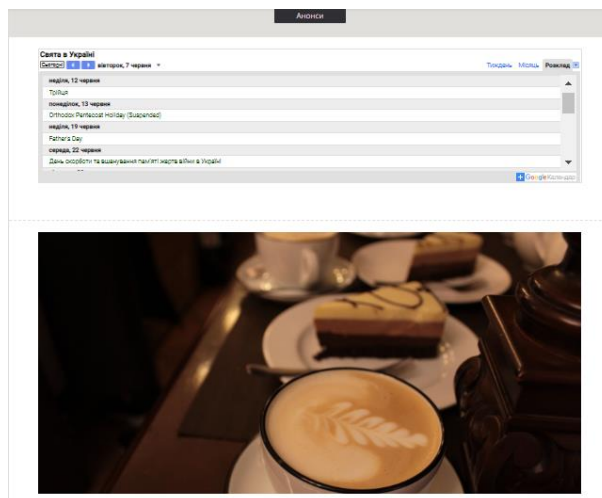 Анонси
Свята в Україні
Сьогодні вівторок, 7 червня
Тиждень Місяць Розклад
неділя, 12 червня
Трійця
понеділок, 13 червня
Orthodox Pentecost Holiday (Suspended)
неділя, 19 червня
Father's Day
середа, 22 червня
День скорботи та вшанування пам'яті жертв війни в Україні
Google Календар